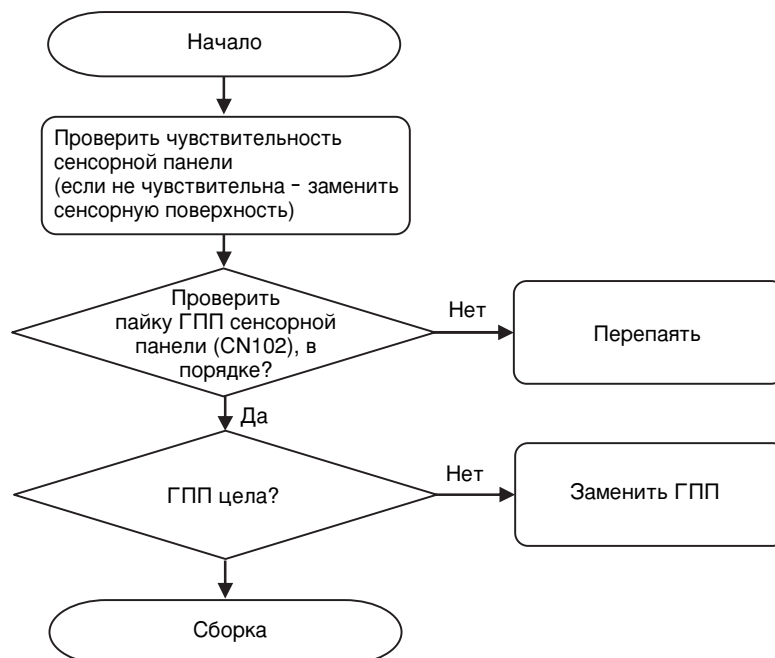 Начало
Проверить чувствительность
сенсорной панели
(если не чувствительна - заменить
сенсорную поверхность)
Проверить
пайку ГПП сенсорной
панели (CN102), в
порядке?
Нет
Перепаять
Да
ГПП цела?
Нет
Заменить ГПП
Сборка